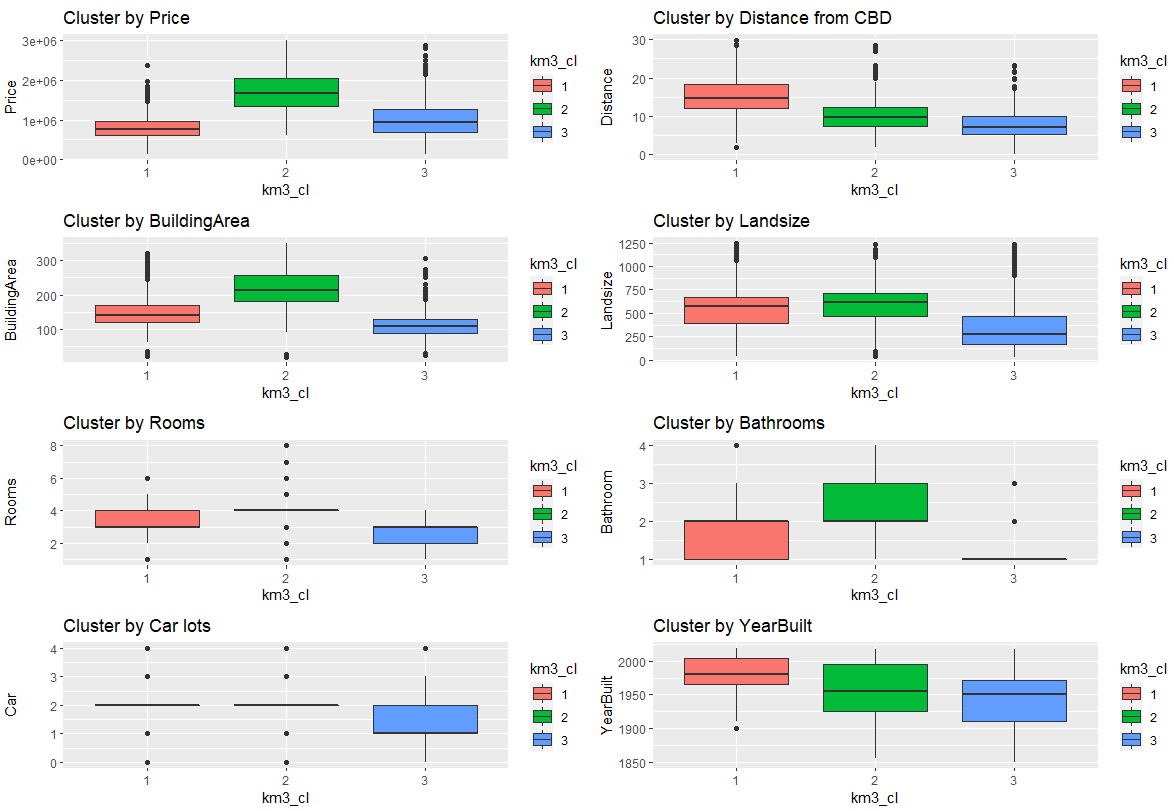 Cluster by Price
3e+06
2e+06
1e+06
0e+00
Price
1
2
3
km3_cl
km3_cl
1
2
3
Cluster by Distance from CBD
30
20
10
0
Distance
1
2
3
km3_cl
km3_cl
1
2
3
Cluster by BuildingArea
300
200
100
BuildingArea
1
2
3
km3_cl
km3_cl
1
2
3
Cluster by Landsize
1250
1000
750
500
250
0
Landsize
1
2
3
km3_cl
km3_cl
1
2
3
Cluster by Rooms
8
6
4
2
Rooms
1
2
3
km3_cl
km3_cl
1
2
3
Cluster by Bathrooms
4
3
2
1
Bathroom
1
2
3
km3_cl
km3_cl
1
2
3
Cluster by Car lots
4
3
2
1
0
Car
1
2
3
km3_cl
km3_cl
1
2
3
Cluster by YearBuilt
2000
1950
1900
1850
YearBuilt
1
2
3
km3_cl
km3_cl
1
2
3